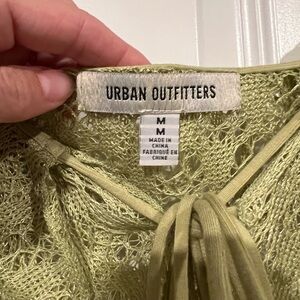 URBAN OUTFITTERS
M
M
MADE IN
CHINA
FABRIQUÉ EN
CHINE